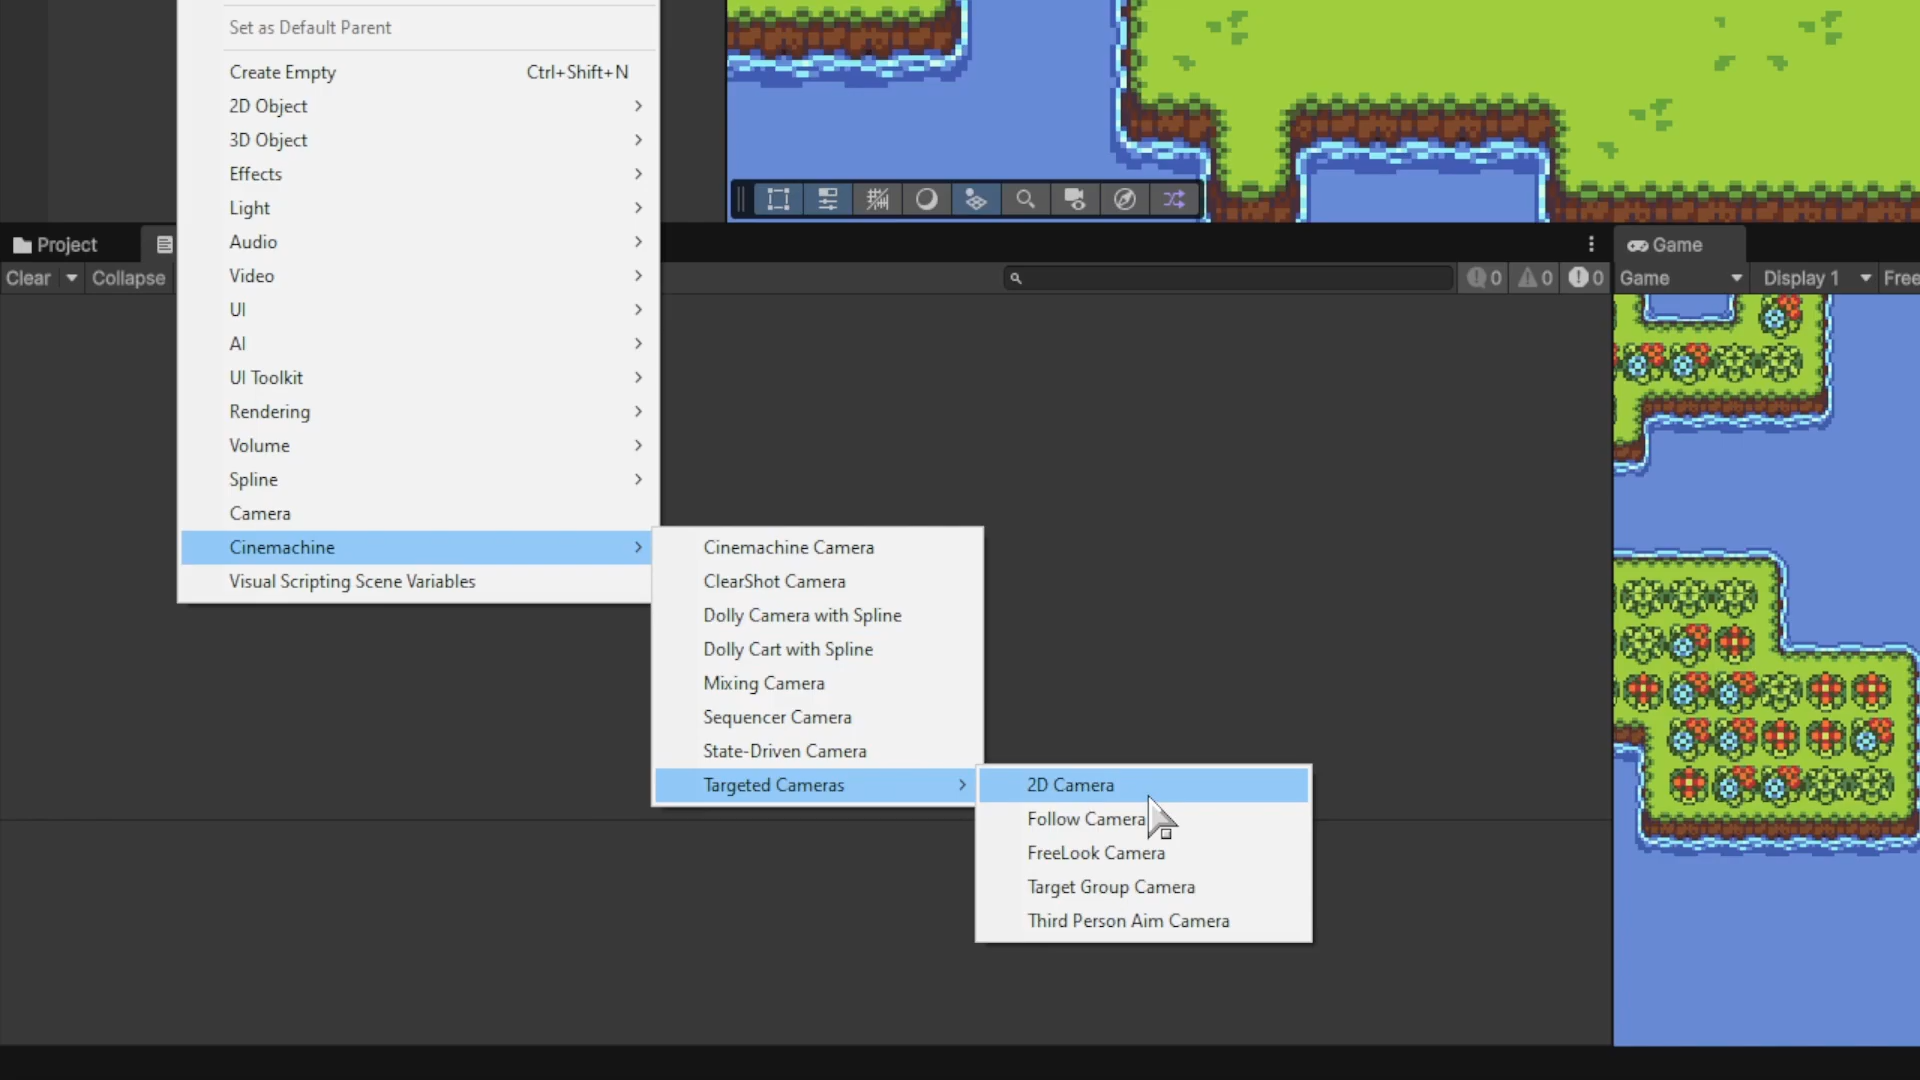 Set as Default Parent
Create Empty Ctrl+Shift+N
2D Object
3D Object
Effects
Light
Audio
Video
UI
AI
UI Toolkit
Rendering
Volume
Spline
Camera
Cinemachine
Visual Scripting Scene Variables
Cinemachine Camera
ClearShot Camera
Dolly Camera with Spline
Dolly Cart with Spline
Mixing Camera
Sequencer Camera
State-Driven Camera
Targeted Cameras
2D Camera
Follow Camera
FreeLook Camera
Target Group Camera
Third Person Aim Camera
Project
Clear Collapse
0 0 0
Game
Game Display 1 Free